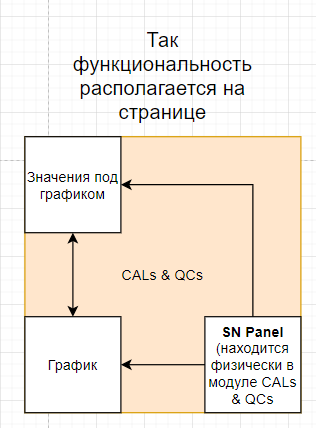 Так
функциональность
располагается на
странице
Значения под
графиком
CALs & QCs
График
SN Panel
(находится
физически в
модуле CALs
& QCs